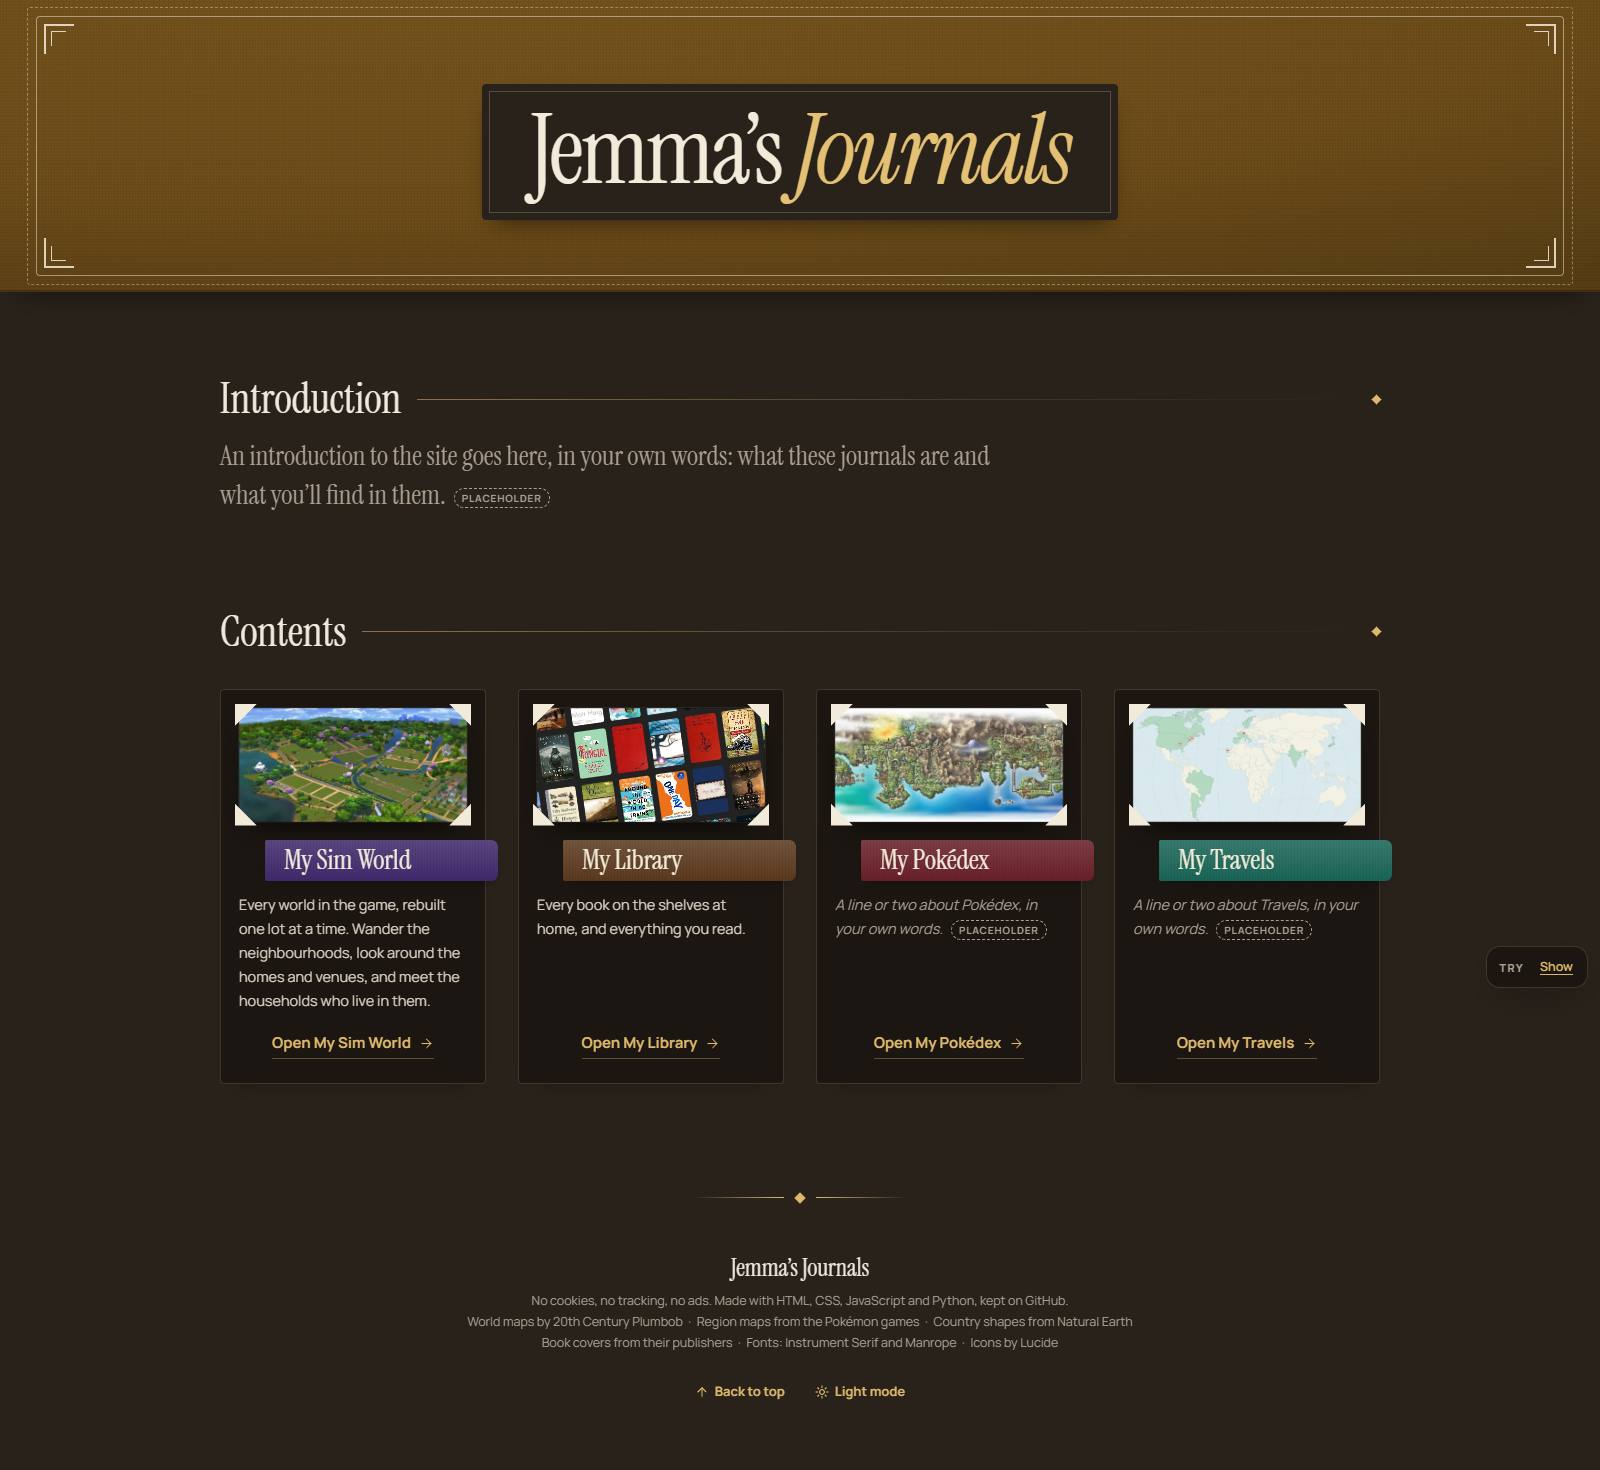 Jemma’s Journals
Introduction
An introduction to the site goes here, in your own words: what these journals are and
what you’ll find in them. PLACEHOLDER
Contents
My Sim World
Every world in the game, rebuilt
one lot at a time. Wander the
neighbourhoods, look around the
homes and venues, and meet the
households who live in them.
Open My Sim World →
My Library
Every book on the shelves at
home, and everything you read.
Open My Library →
My Pokédex
A line or two about Pokédex, in
your own words. PLACEHOLDER
Open My Pokédex →
My Travels
A line or two about Travels, in your
own words. PLACEHOLDER
Open My Travels →
TRY Show
Jemma’s Journals
No cookies, no tracking, no ads. Made with HTML, CSS, JavaScript and Python, kept on GitHub.
World maps by 20th Century Plumbob · Region maps from the Pokémon games · Country shapes from Natural Earth
Book covers from their publishers · Fonts: Instrument Serif and Manrope · Icons by Lucide
↑ Back to top
Light mode